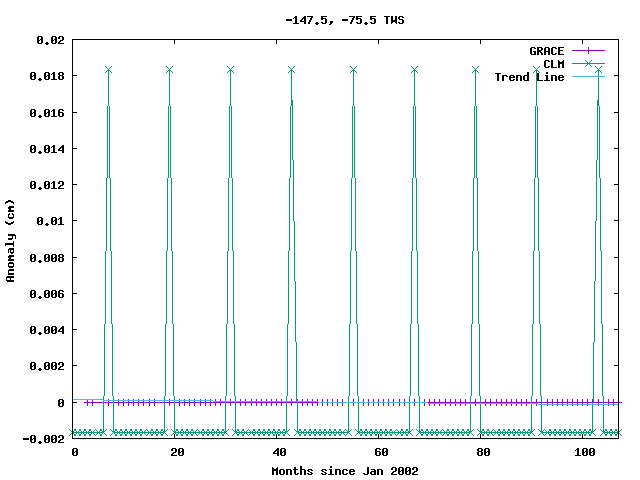 -147.5, -75.5 TWS
GRACE
CLM
Trend Line
0.02
0.018
0.016
0.014
0.012
0.01
0.008
0.006
0.004
0.002
0
-0.002
Anomaly (cm)
0 20 40 60 80 100
Months since Jan 2002